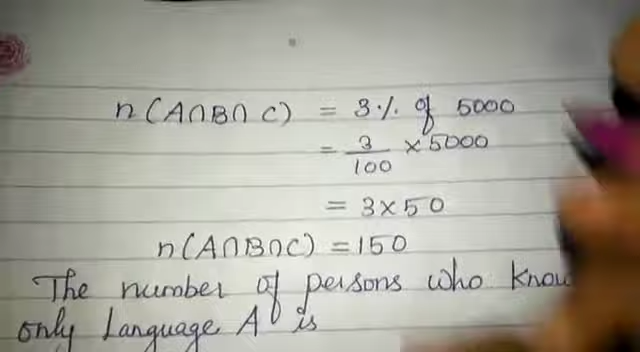 n(A∩B∩C) = 3% of 5000
= 3/100 × 5000
= 3×50
n(A∩B∩C) = 150
The number of persons who know
only Language A is